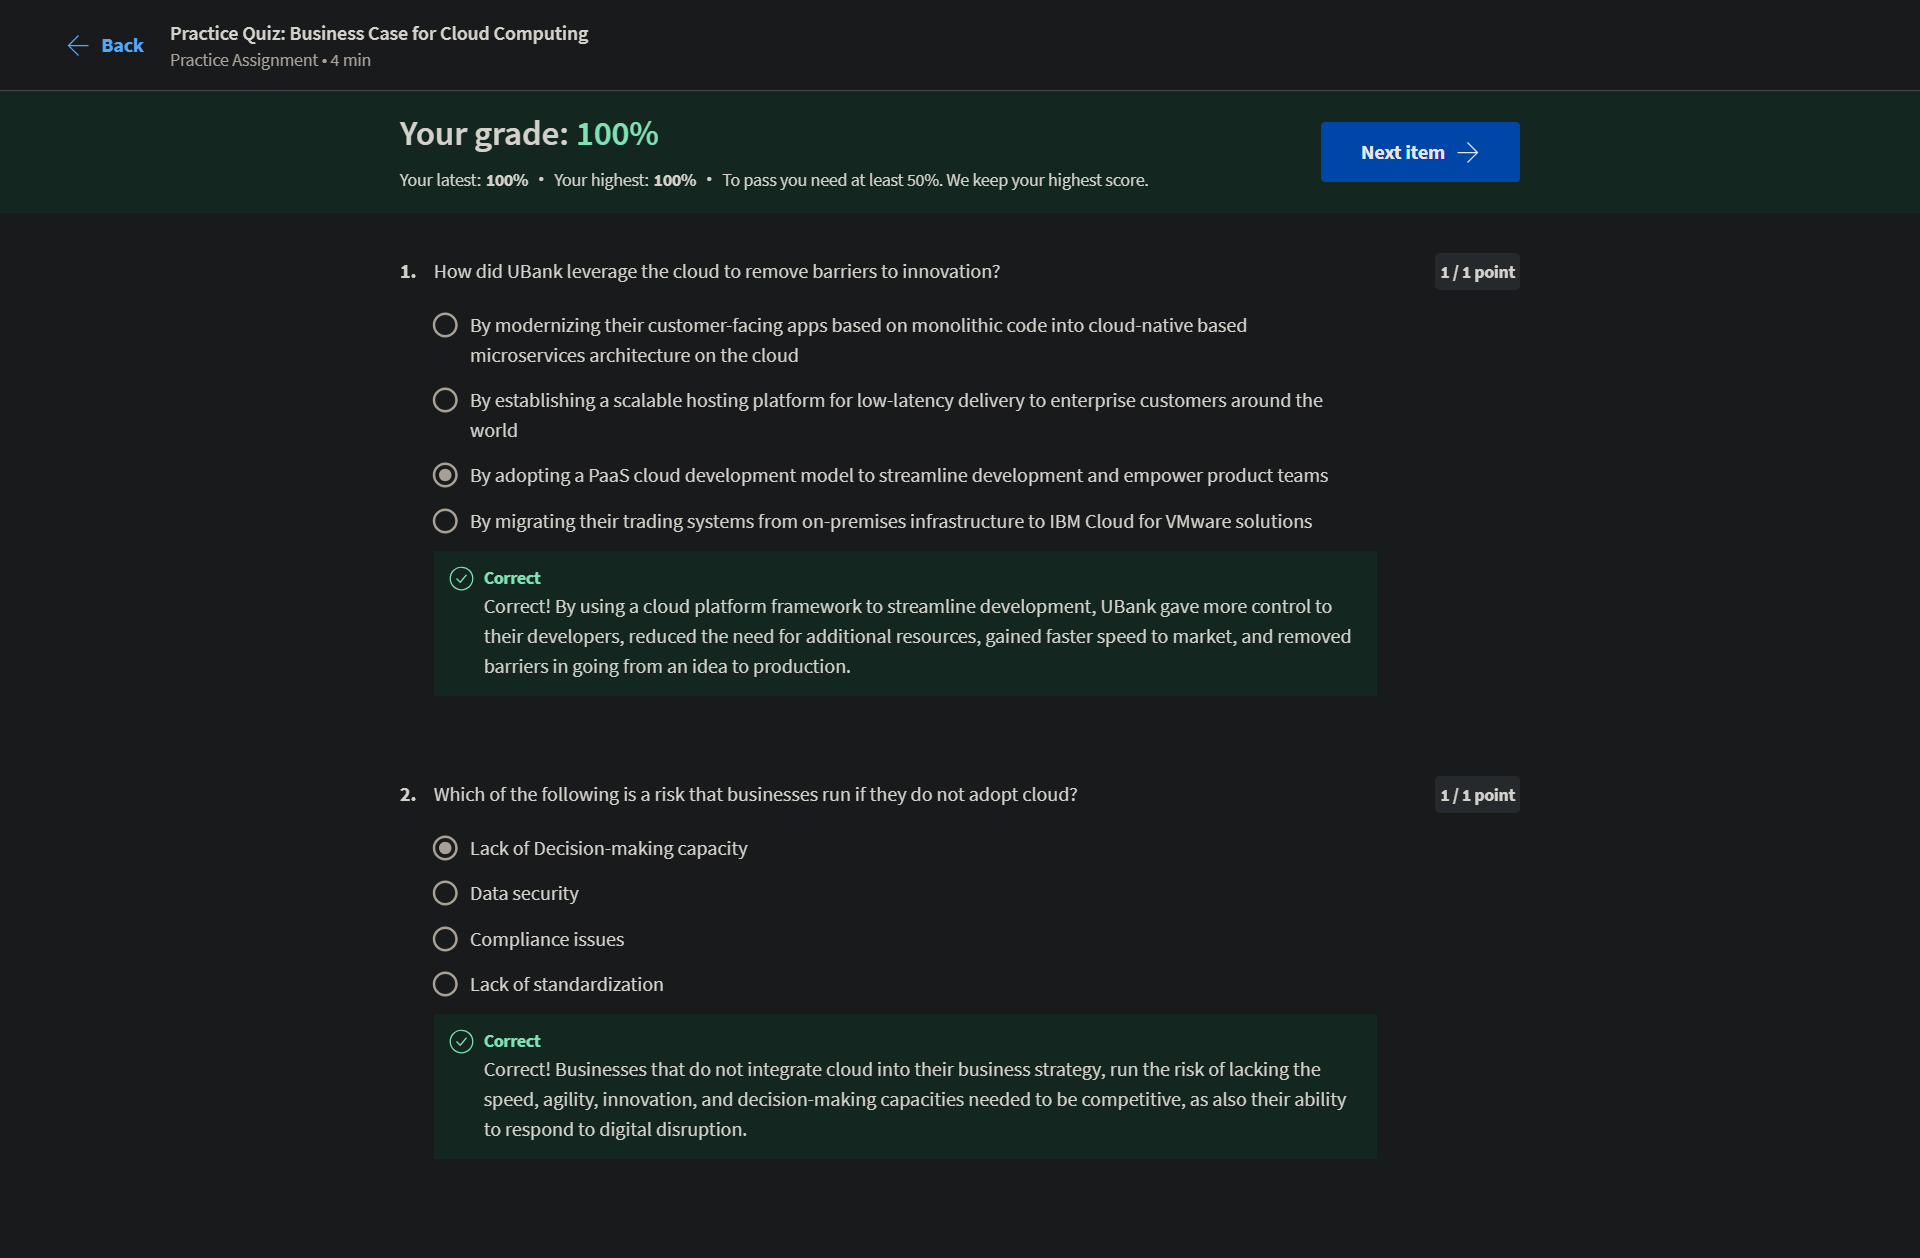 Back
Practice Quiz: Business Case for Cloud Computing
Practice Assignment • 4 min
Your grade: 100%
Your latest: 100% • Your highest: 100% • To pass you need at least 50%. We keep your highest score.
Next item
1. How did UBank leverage the cloud to remove barriers to innovation?
1 / 1 point
By modernizing their customer-facing apps based on monolithic code into cloud-native based
microservices architecture on the cloud
By establishing a scalable hosting platform for low-latency delivery to enterprise customers around the
world
By adopting a PaaS cloud development model to streamline development and empower product teams
By migrating their trading systems from on-premises infrastructure to IBM Cloud for VMware solutions
Correct
Correct! By using a cloud platform framework to streamline development, UBank gave more control to
their developers, reduced the need for additional resources, gained faster speed to market, and removed
barriers in going from an idea to production.
2. Which of the following is a risk that businesses run if they do not adopt cloud?
1 / 1 point
Lack of Decision-making capacity
Data security
Compliance issues
Lack of standardization
Correct
Correct! Businesses that do not integrate cloud into their business strategy, run the risk of lacking the
speed, agility, innovation, and decision-making capacities needed to be competitive, as also their ability
to respond to digital disruption.